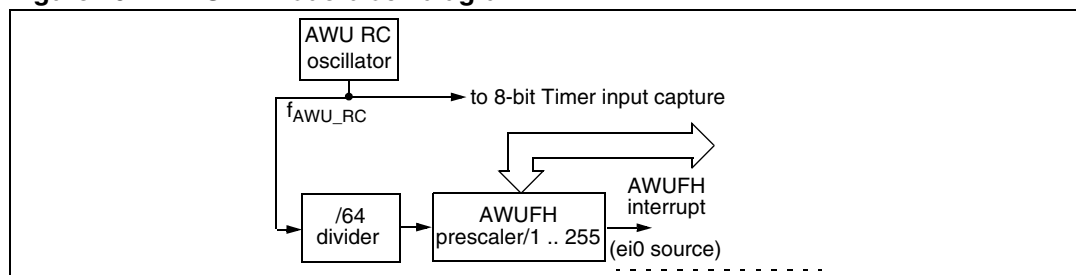 AWU RC
oscillator
to 8-bit Timer input capture
fAWU_RC
AWUFH
interrupt
/64
divider
AWUFH
prescaler/1 .. 255
(ei0 source)